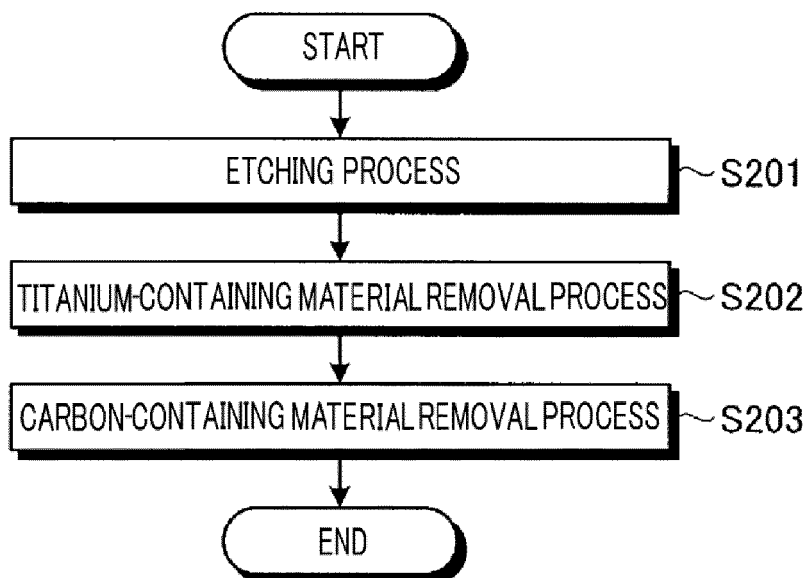 START
ETCHING PROCESS
S201
TITANIUM-CONTAINING MATERIAL REMOVAL PROCESS
S202
CARBON-CONTAINING MATERIAL REMOVAL PROCESS
S203
END